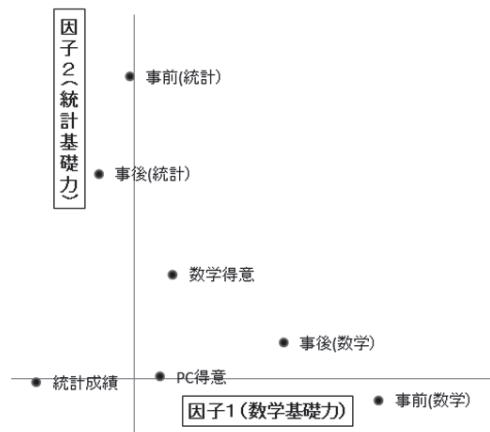 因子2(統計基礎力)
事前(統計)
事後(統計)
数学得意
事後(数学)
PC得意
統計成績
事前(数学)
因子1(数学基礎力)